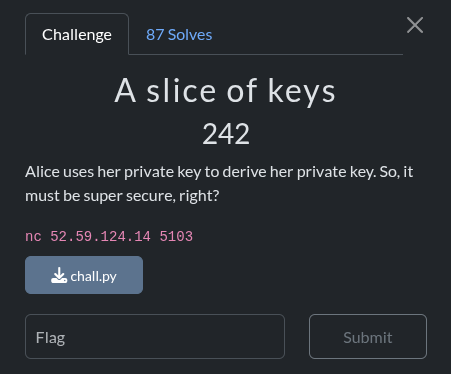 Challenge
87 Solves
A slice of keys
242
Alice uses her private key to derive her private key. So, it
must be super secure, right?
nc 52.59.124.14 5103
chall.py
Flag
Submit